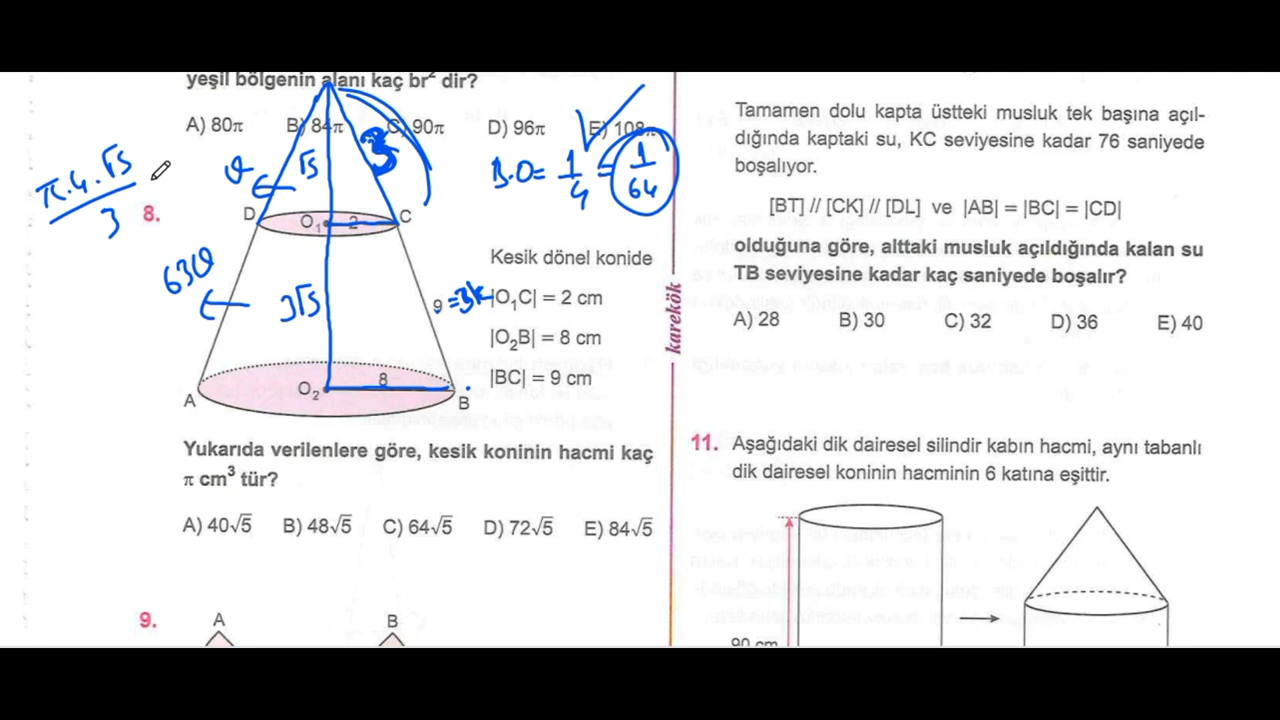 yeşil bölgenin alanı kaç br² dir?
A) 80π B) 84π C) 90π D) 96π E) 108π
B.O = 1/4 = 1/64
π.4.√5/3
8.
ϑ
√5
3
D
O₁
2
C
63ϑ
3√5
9 = 3k
A
O₂
8
B
Kesik dönel konide
|O₁C| = 2 cm
|O₂B| = 8 cm
|BC| = 9 cm
Yukarıda verilenlere göre, kesik koninin hacmi kaç
π cm³ tür?
A) 40√5 B) 48√5 C) 64√5 D) 72√5 E) 84√5
9.
A
B
karekök
Tamamen dolu kapta üstteki musluk tek başına açıl-
dığında kaptaki su, KC seviyesine kadar 76 saniyede
boşalıyor.
[BT] // [CK] // [DL] ve |AB| = |BC| = |CD|
olduğuna göre, alttaki musluk açıldığında kalan su
TB seviyesine kadar kaç saniyede boşalır?
A) 28 B) 30 C) 32 D) 36 E) 40
11. Aşağıdaki dik dairesel silindir kabın hacmi, aynı tabanlı
dik dairesel koninin hacminin 6 katına eşittir.
90 cm